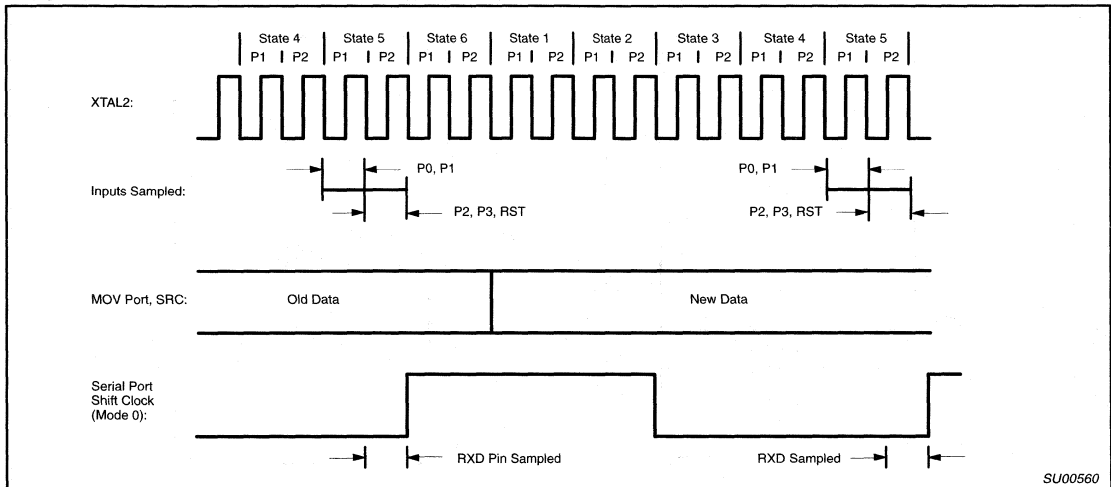 State 4 State 5 State 6 State 1 State 2 State 3 State 4 State 5
P1 P2 P1 P2 P1 P2 P1 P2 P1 P2 P1 P2 P1 P2 P1 P2
XTAL2:
P0, P1 P0, P1
Inputs Sampled:
P2, P3, RST P2, P3, RST
MOV Port, SRC: Old Data New Data
Serial Port
Shift Clock
(Mode 0):
RXD Pin Sampled RXD Sampled
SU00560